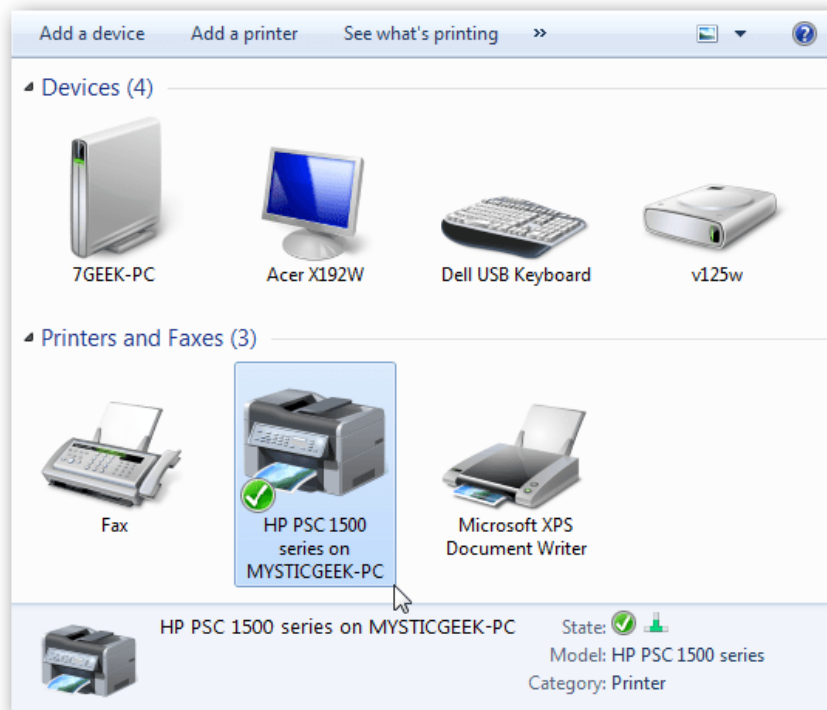 Add a device Add a printer See what's printing »
Devices (4)
7GEEK-PC Acer X192W Dell USB Keyboard v125w
Printers and Faxes (3)
Fax
HP PSC 1500
series on
MYSTICGEEK-PC
Microsoft XPS
Document Writer
HP PSC 1500 series on MYSTICGEEK-PC State:
Model: HP PSC 1500 series
Category: Printer